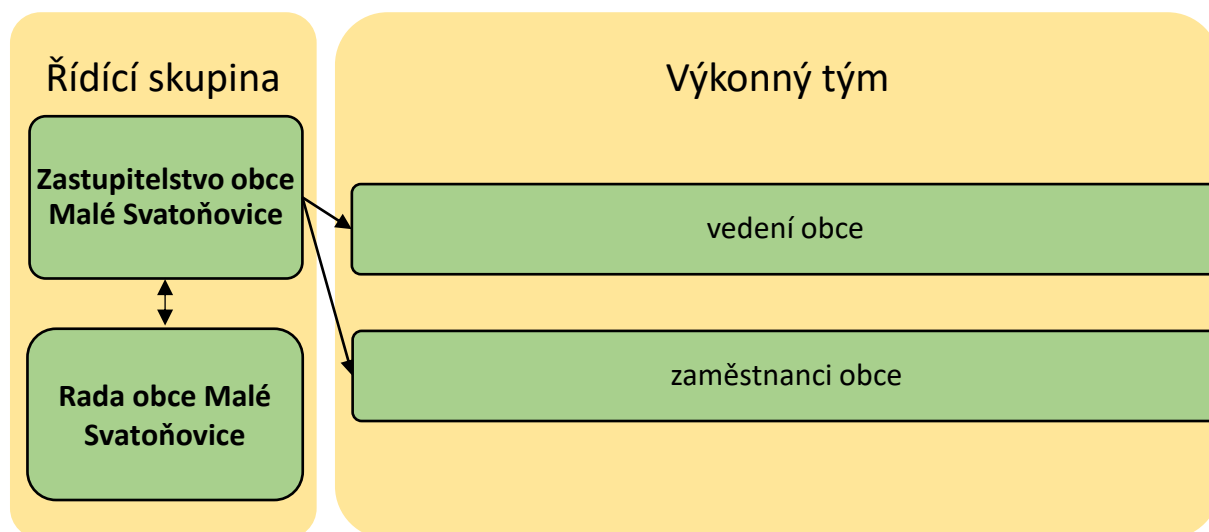 Řídící skupina
Zastupitelstvo obce
Malé Svatoňovice
Rada obce Malé
Svatoňovice
Výkonný tým
vedení obce
zaměstnanci obce